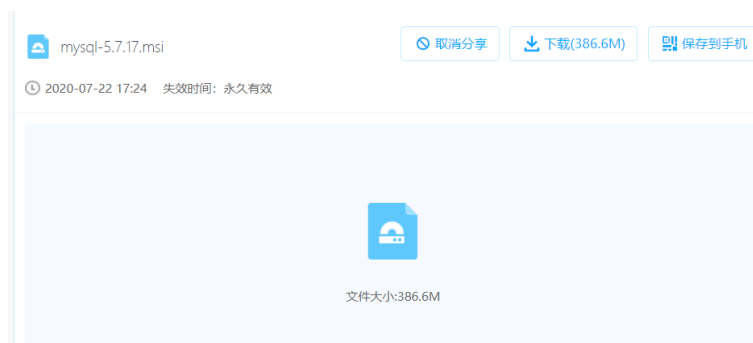 mysql-5.7.17.msi 取消分享 下载(386.6M) 保存到手机
2020-07-22 17:24 失效时间：永久有效
文件大小:386.6M